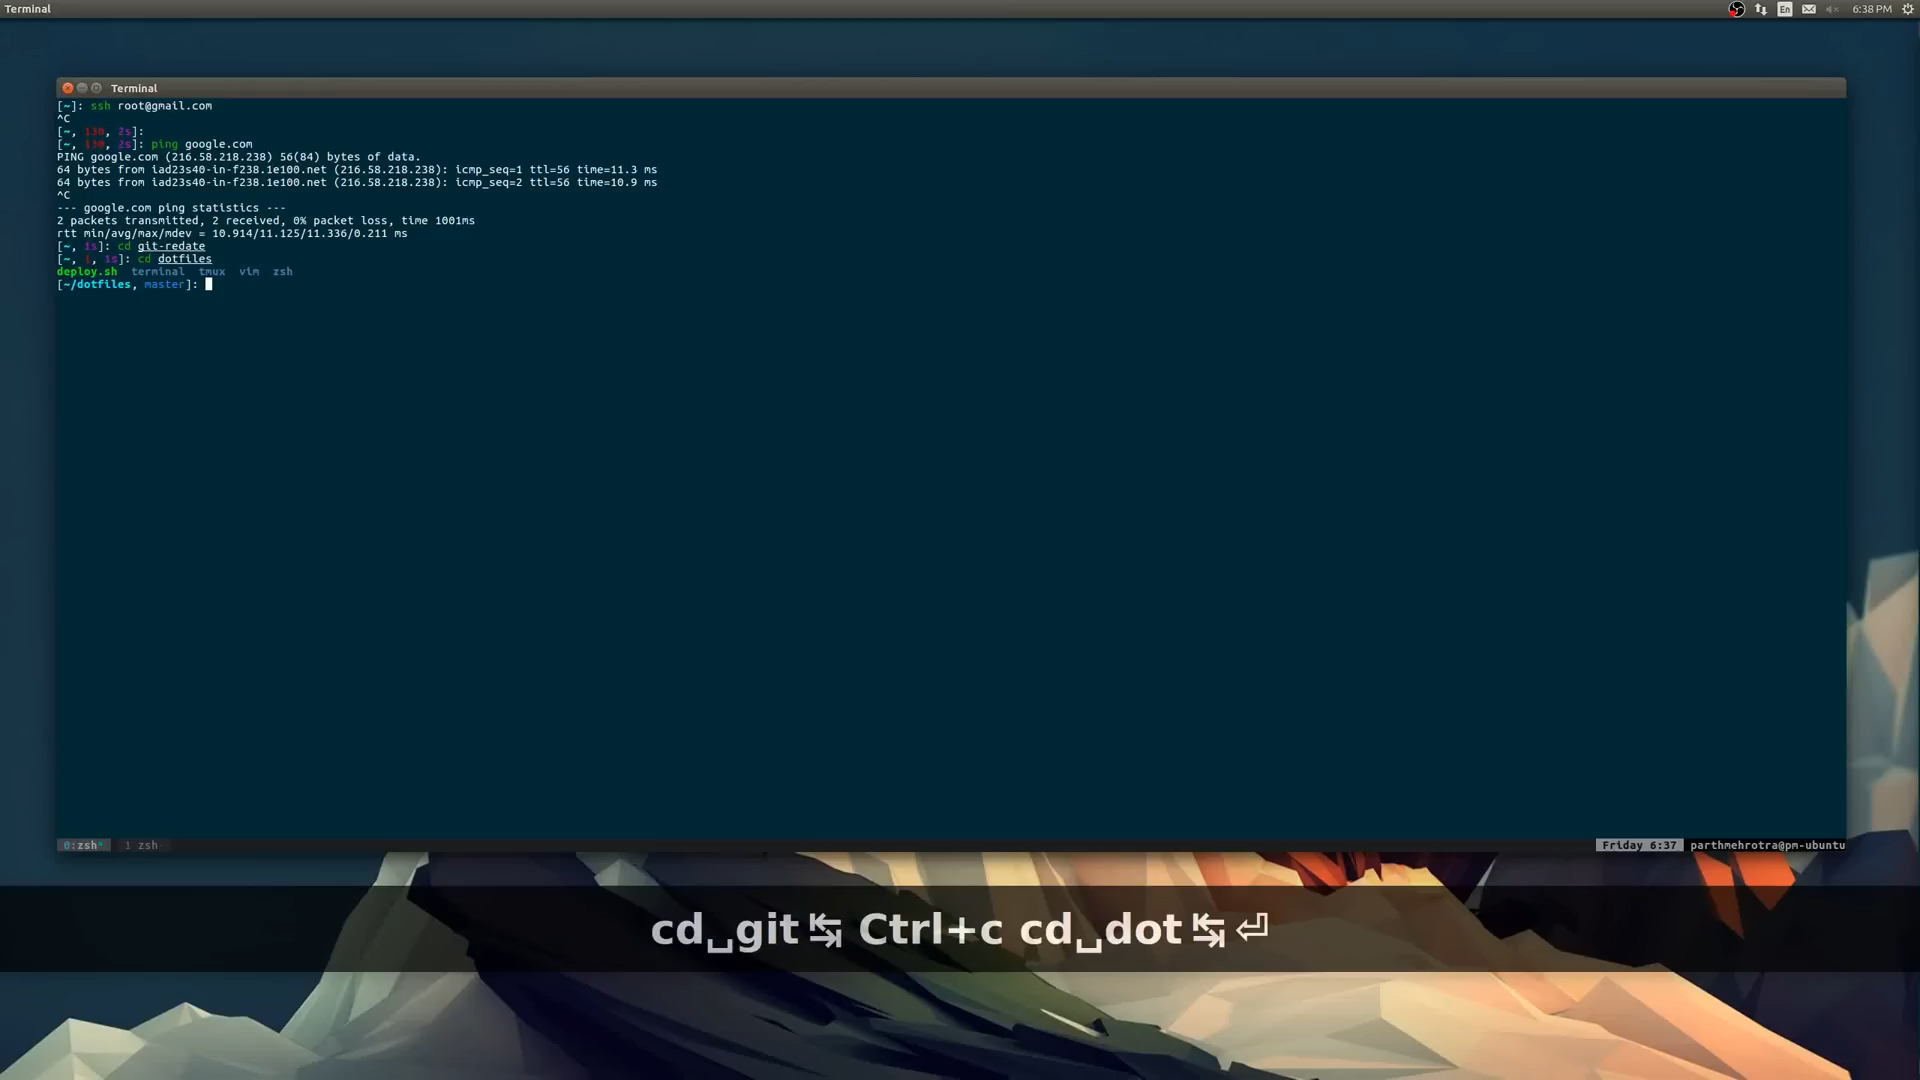 Terminal
En
6:38 PM
Terminal
[~]: ssh root@gmail.com
^C
[~, 130, 2s]:
[~, 130, 2s]: ping google.com
PING google.com (216.58.218.238) 56(84) bytes of data.
64 bytes from iad23s40-in-f238.1e100.net (216.58.218.238): icmp_seq=1 ttl=56 time=11.3 ms
64 bytes from iad23s40-in-f238.1e100.net (216.58.218.238): icmp_seq=2 ttl=56 time=10.9 ms
^C
--- google.com ping statistics ---
2 packets transmitted, 2 received, 0% packet loss, time 1001ms
rtt min/avg/max/mdev = 10.914/11.125/11.336/0.211 ms
[~, 1s]: cd git-redate
[~, 1, 1s]: cd dotfiles
deploy.sh terminal tmux vim zsh
[~/dotfiles, master]:
0:zsh* 1 zsh-
Friday 6:37 parthmehrotra@pm-ubuntu
cd␣git↹ Ctrl+c cd␣dot↹⏎